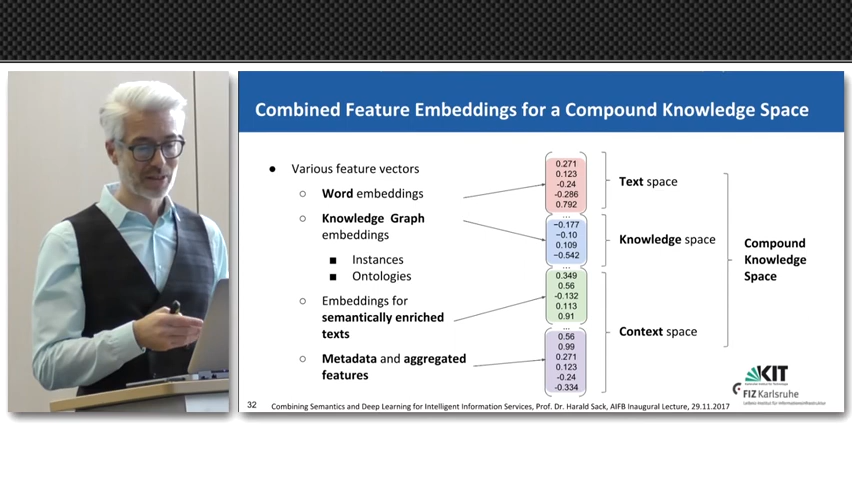 Combined Feature Embeddings for a Compound Knowledge Space
● Various feature vectors
○ Word embeddings
○ Knowledge Graph
embeddings
■ Instances
■ Ontologies
○ Embeddings for
semantically enriched
texts
○ Metadata and aggregated
features
0.271
0.123
-0.24
-0.286
0.792
...
−0.177
−0.10
0.109
−0.542
...
0.349
0.56
-0.132
0.113
0.91
...
0.56
0.99
0.271
0.123
-0.24
-0.334
Text space
Knowledge space
Context space
Compound
Knowledge
Space
KIT
FIZ Karlsruhe
32 Combining Semantics and Deep Learning for Intelligent Information Services, Prof. Dr. Harald Sack, AIFB Inaugural Lecture, 29.11.2017